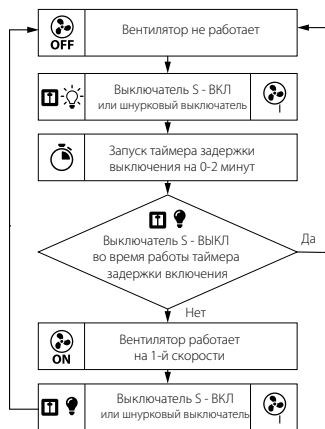 OFF
Вентилятор не работает
Выключатель S - ВКЛ
или шнурковый выключатель
Запуск таймера задержки
выключения на 0-2 минут
Выключатель S - ВЫКЛ
во время работы таймера
задержки включения
Да
Нет
ON
Вентилятор работает
на 1-й скорости
Выключатель S - ВКЛ
или шнурковый выключатель